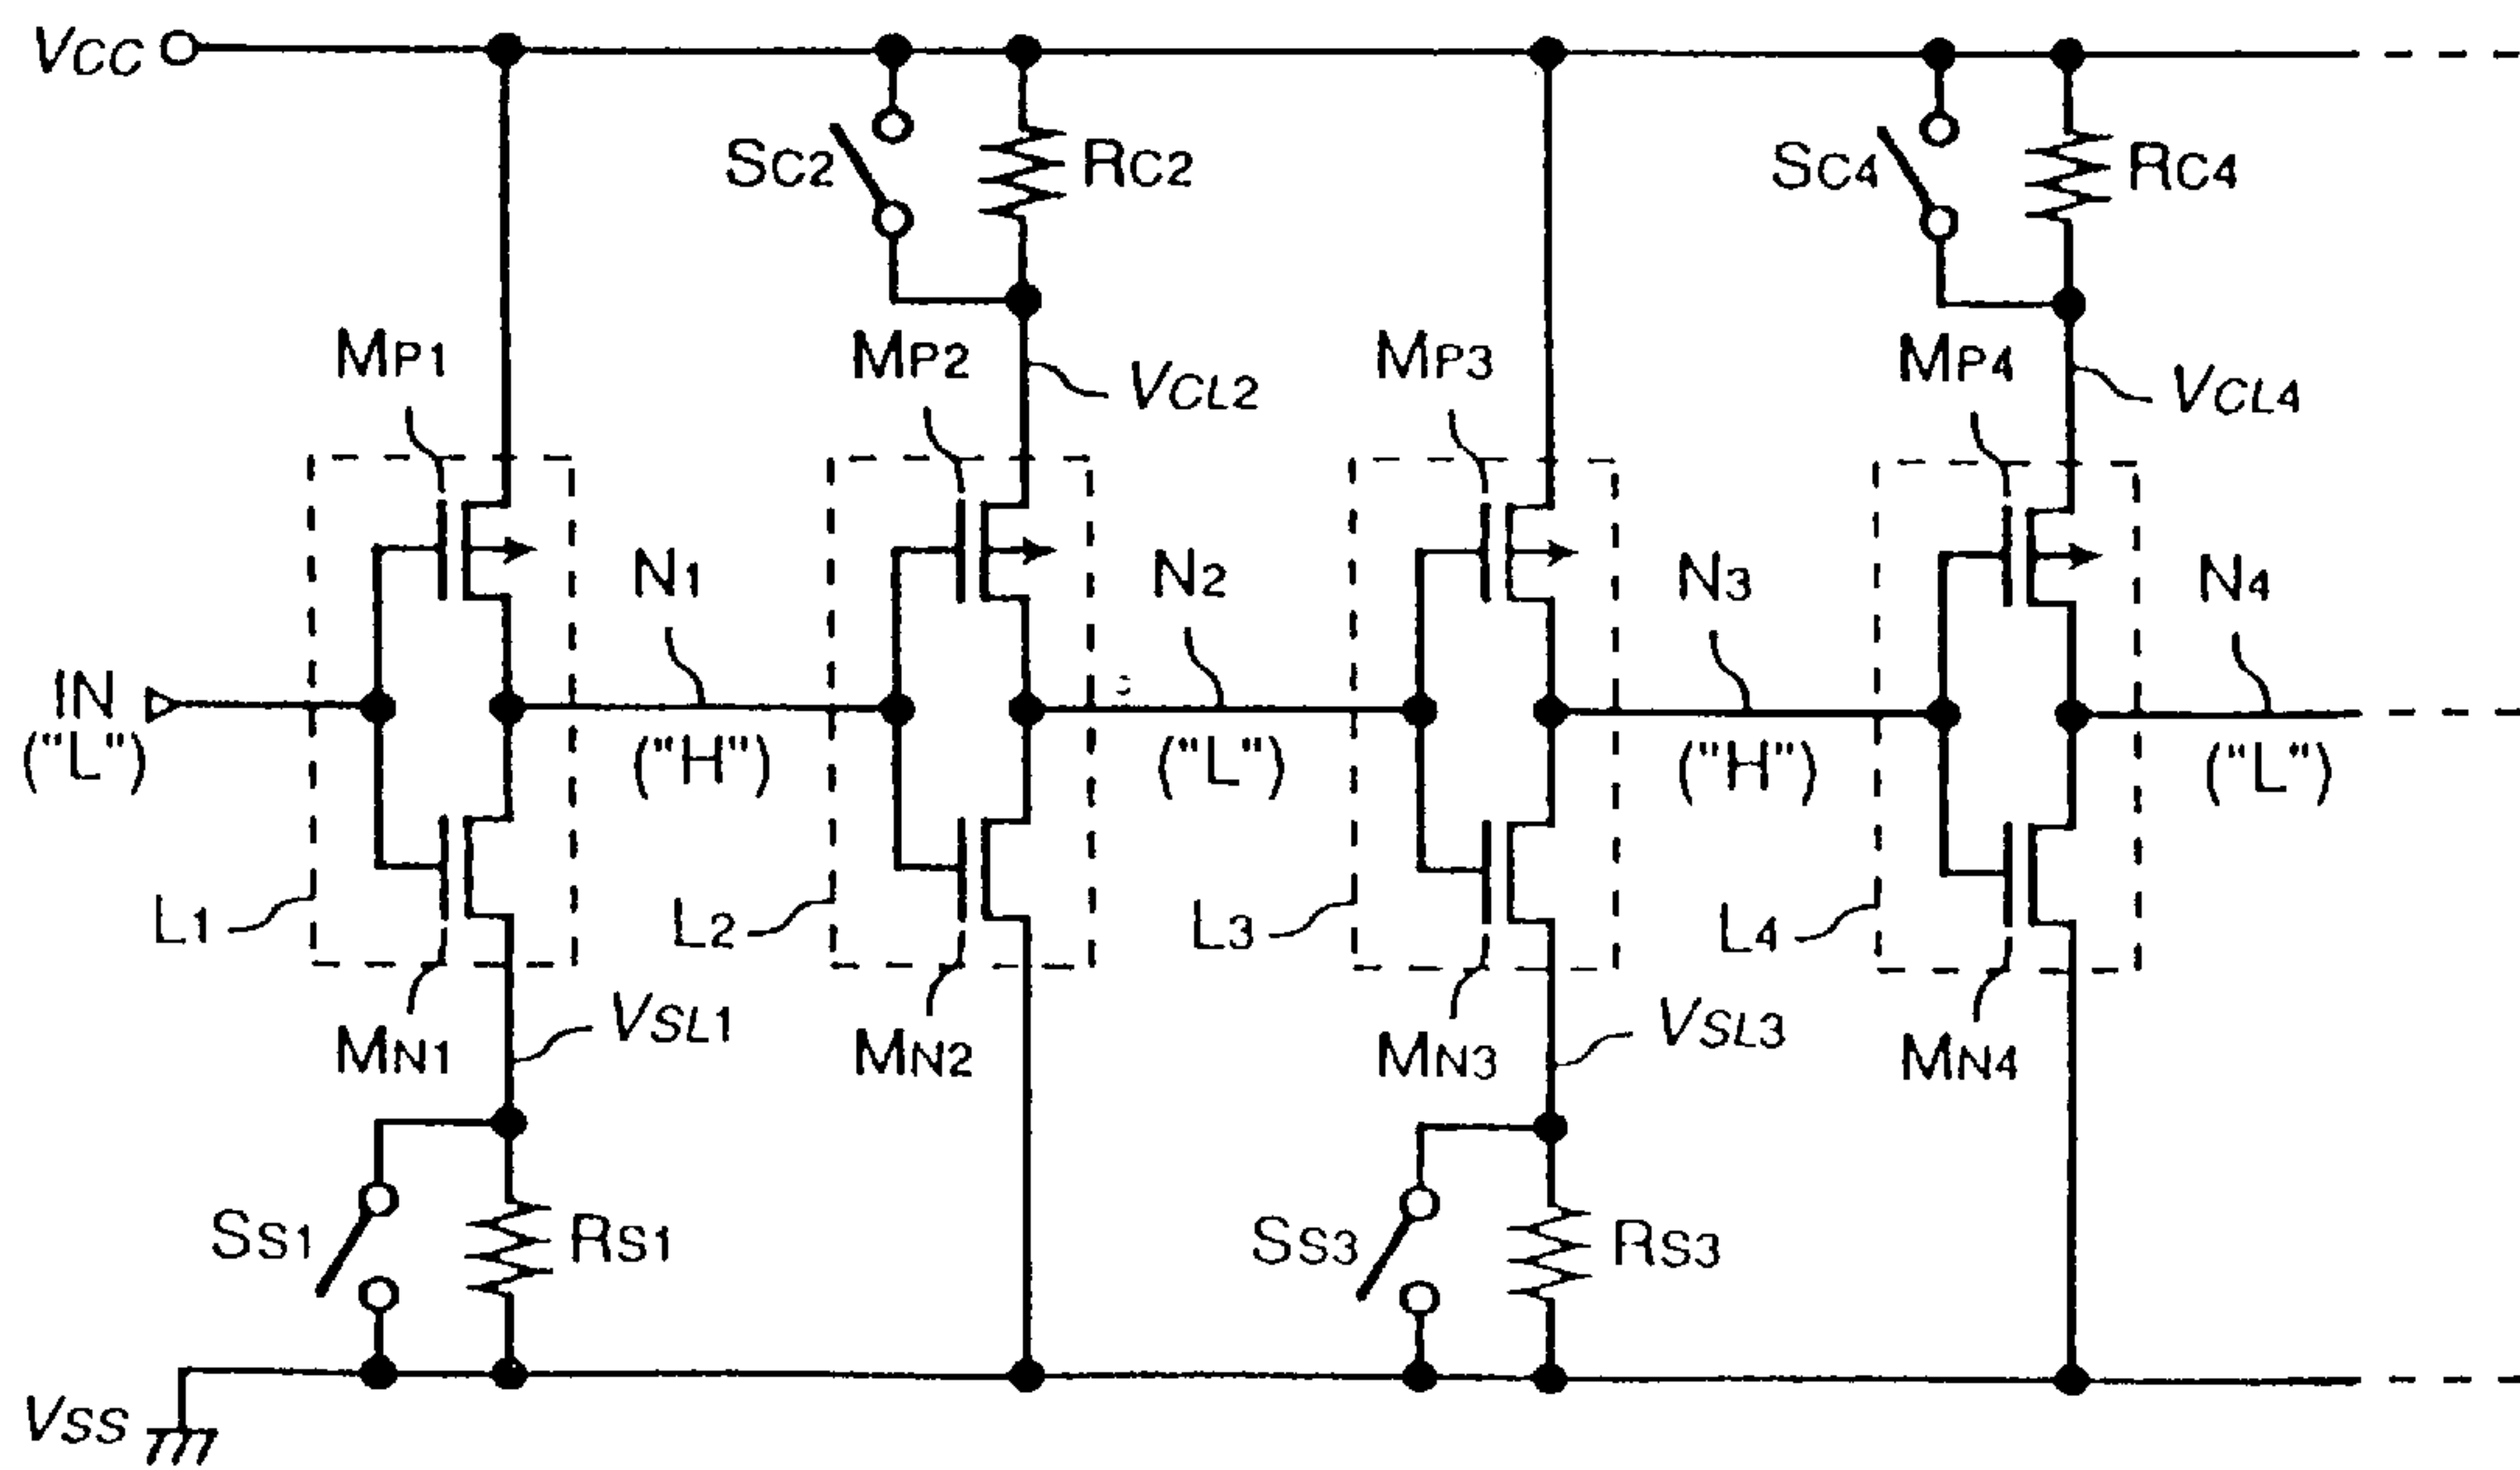 VCC
SC2
RC2
SC4
RC4
MP1
MP2
VCL2
MP3
MP4
VCL4
N1
N2
N3
N4
IN
("L")
("H")
("L")
("H")
("L")
L1
L2
L3
L4
MN1
VSL1
MN2
MN3
VSL3
MN4
SS1
RS1
SS3
RS3
VSS